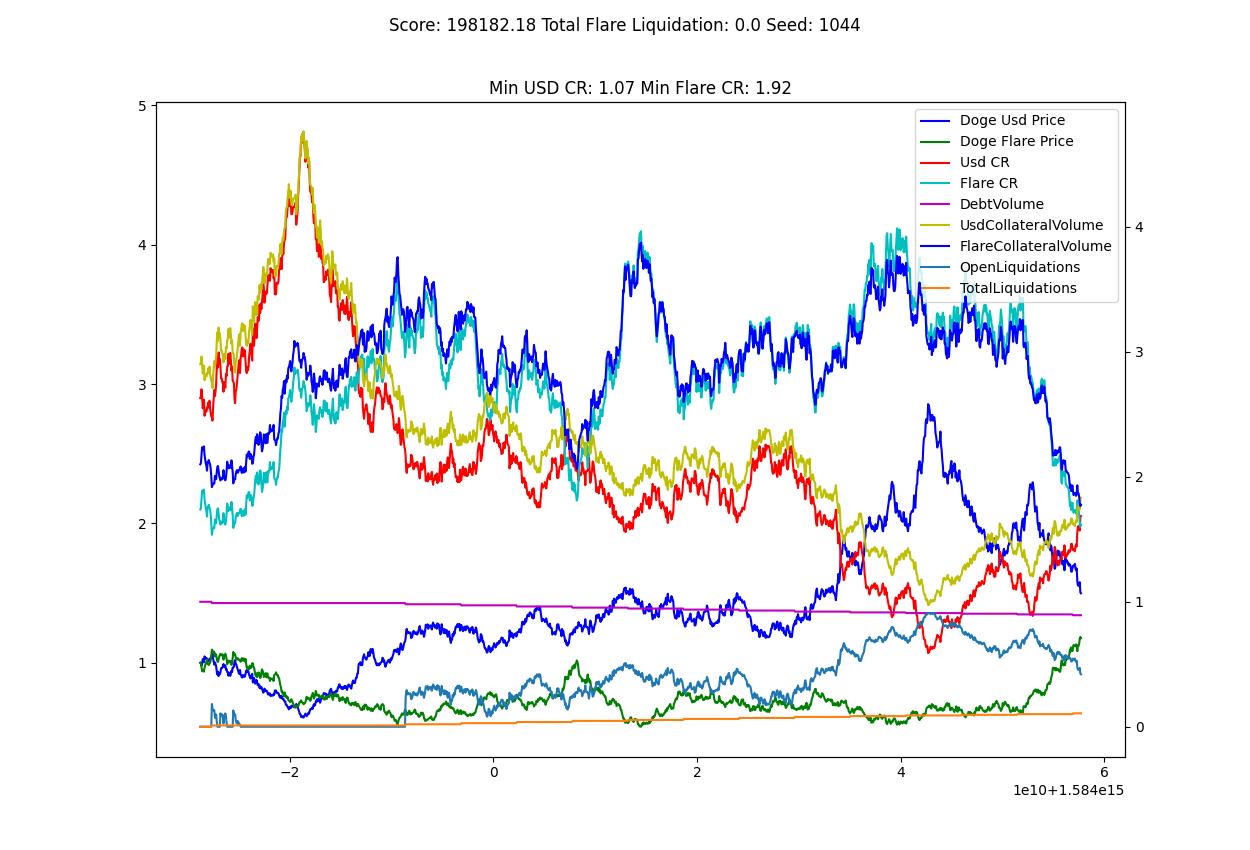 Score: 198182.18 Total Flare Liquidation: 0.0 Seed: 1044
Min USD CR: 1.07 Min Flare CR: 1.92
5
4
3
2
1
4
3
2
1
0
Doge Usd Price
Doge Flare Price
Usd CR
Flare CR
DebtVolume
UsdCollateralVolume
FlareCollateralVolume
OpenLiquidations
TotalLiquidations
−2
0
2
4
6
1e10+1.584e15